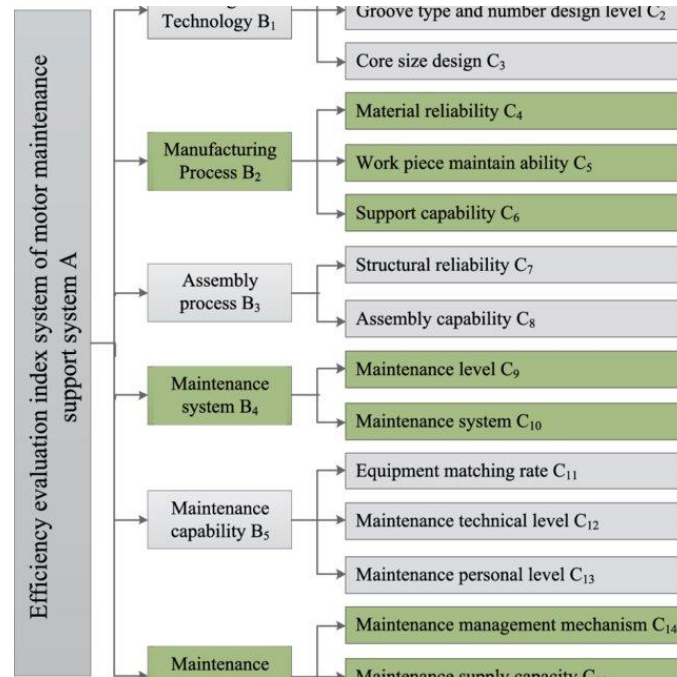 Efficiency evaluation index system of motor maintenance
support system A
Technology B₁
Groove type and number design level C₂
Core size design C₃
Manufacturing
Process B₂
Material reliability C₄
Work piece maintain ability C₅
Support capability C₆
Assembly
process B₃
Structural reliability C₇
Assembly capability C₈
Maintenance
system B₄
Maintenance level C₉
Maintenance system C₁₀
Maintenance
capability B₅
Equipment matching rate C₁₁
Maintenance technical level C₁₂
Maintenance personal level C₁₃
Maintenance
Maintenance management mechanism C₁₄
Maintenance supply capacity